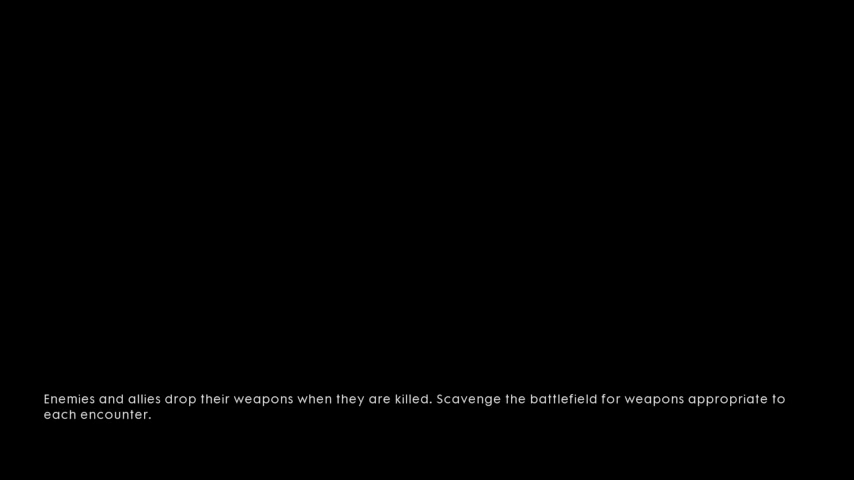 Enemies and allies drop their weapons when they are killed. Scavenge the battlefield for weapons appropriate to
each encounter.